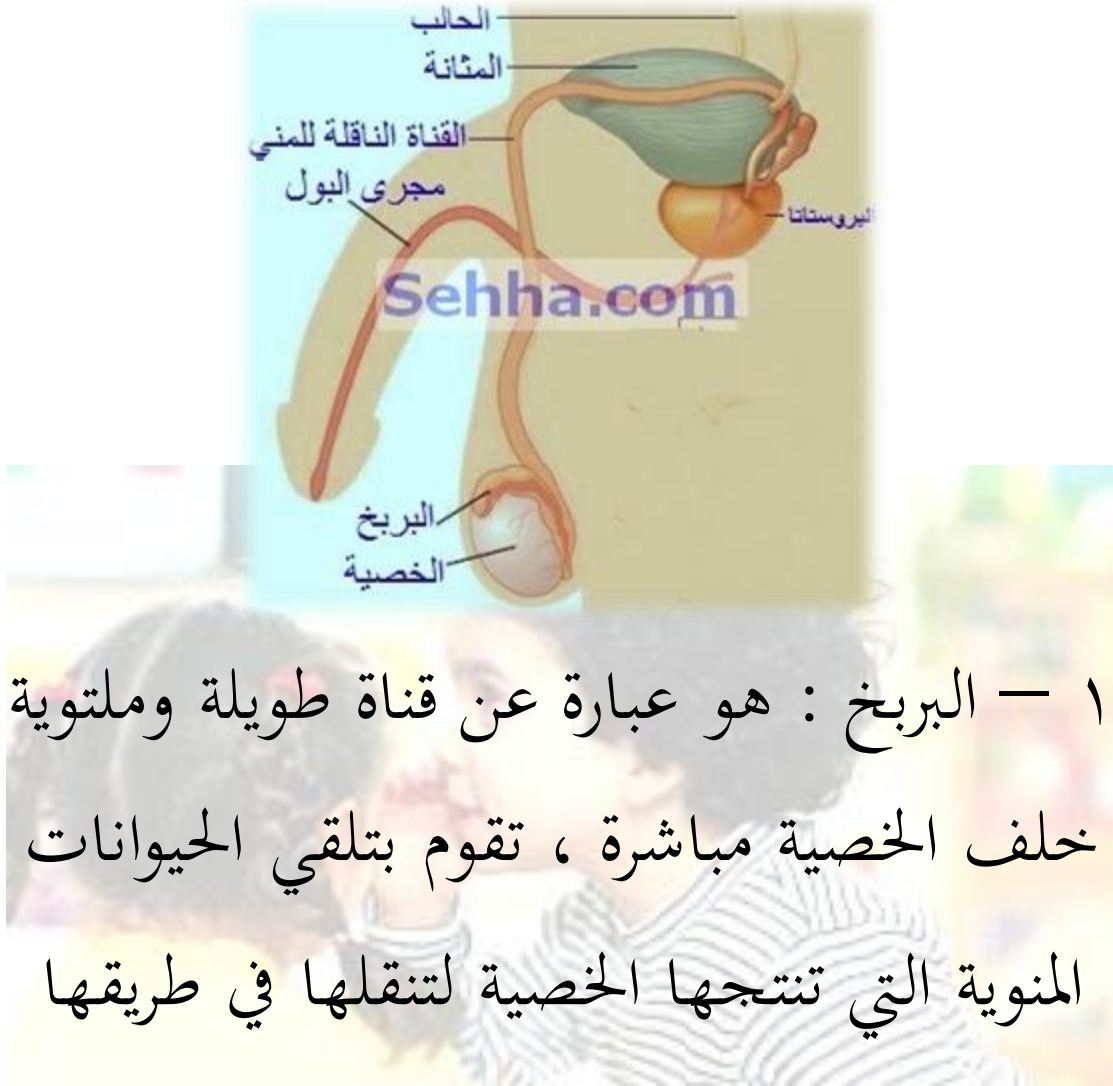 الحالب
المثانة
القناة الناقلة للمني
مجرى البول
البروستاتا
Sehha.com
البربخ
الخصية
١ – البربخ : هو عبارة عن قناة طويلة وملتوية
خلف الخصية مباشرة ، تقوم بتلقي الحيوانات
المنوية التي تنتجها الخصية لتنقلها في طريقها